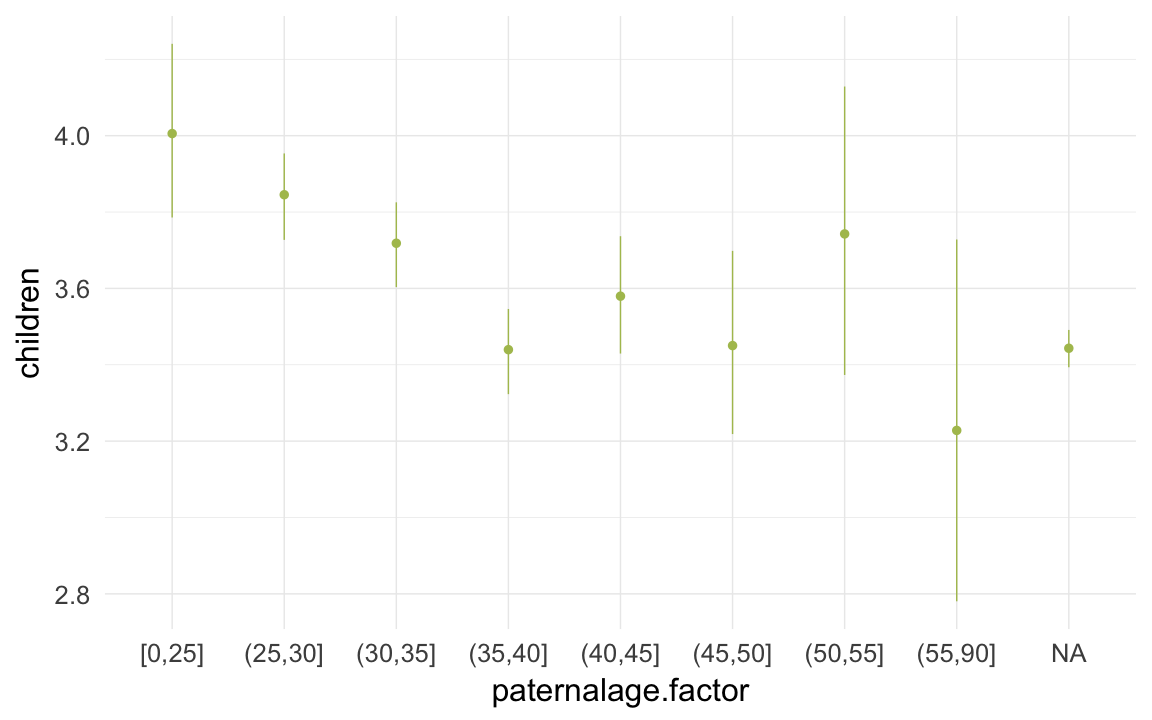 children
4.0
3.6
3.2
2.8
[0,25] (25,30] (30,35] (35,40] (40,45] (45,50] (50,55] (55,90] NA
paternalage.factor